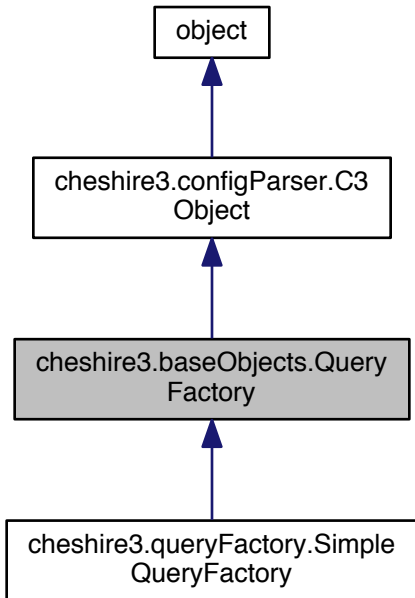 object
cheshire3.configParser.C3
Object
cheshire3.baseObjects.Query
Factory
cheshire3.queryFactory.Simple
QueryFactory